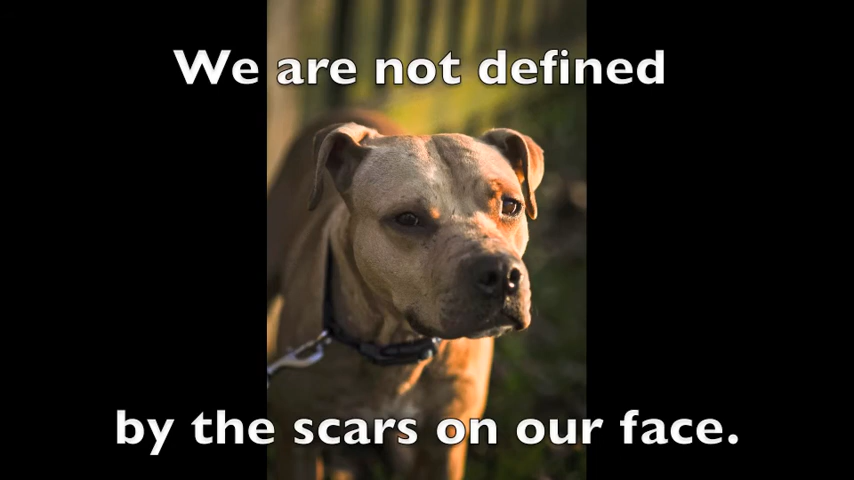 We are not defined
by the scars on our face.